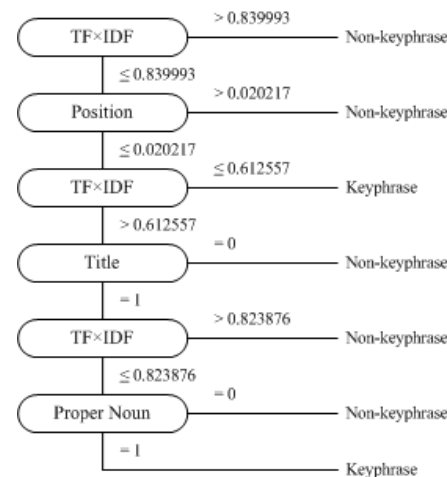 > 0.839993
TF×IDF
Non-keyphrase
≤ 0.839993
> 0.020217
Position
Non-keyphrase
≤ 0.020217
≤ 0.612557
TF×IDF
Keyphrase
> 0.612557
= 0
Title
Non-keyphrase
= 1
> 0.823876
TF×IDF
Non-keyphrase
≤ 0.823876
= 0
Proper Noun
Non-keyphrase
= 1
Keyphrase